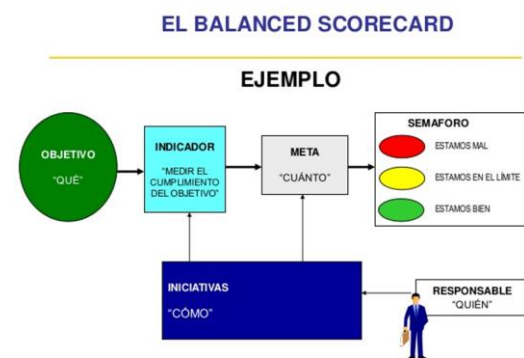 EL BALANCED SCORECARD
EJEMPLO
OBJETIVO
"QUÉ"
INDICADOR
"MEDIR EL
CUMPLIMIENTO
DEL OBJETIVO"
META
"CUÁNTO"
SEMAFORO
ESTAMOS MAL
ESTAMOS EN EL LÍMITE
ESTAMOS BIEN
INICIATIVAS
"CÓMO"
RESPONSABLE
"QUIÉN"